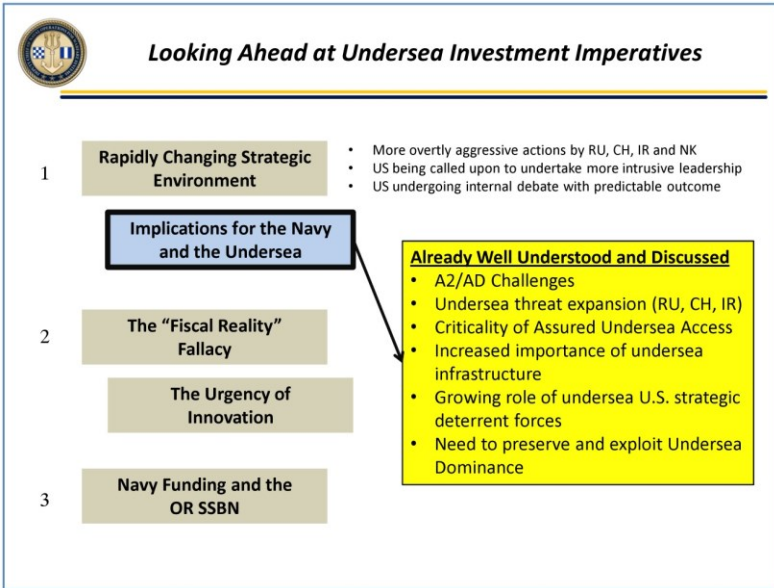 Looking Ahead at Undersea Investment Imperatives
1
Rapidly Changing Strategic
Environment
• More overtly aggressive actions by RU, CH, IR and NK
• US being called upon to undertake more intrusive leadership
• US undergoing internal debate with predictable outcome
Implications for the Navy
and the Undersea
Already Well Understood and Discussed
• A2/AD Challenges
• Undersea threat expansion (RU, CH, IR)
• Criticality of Assured Undersea Access
• Increased importance of undersea
infrastructure
• Growing role of undersea U.S. strategic
deterrent forces
• Need to preserve and exploit Undersea
Dominance
2
The “Fiscal Reality”
Fallacy
The Urgency of
Innovation
3
Navy Funding and the
OR SSBN